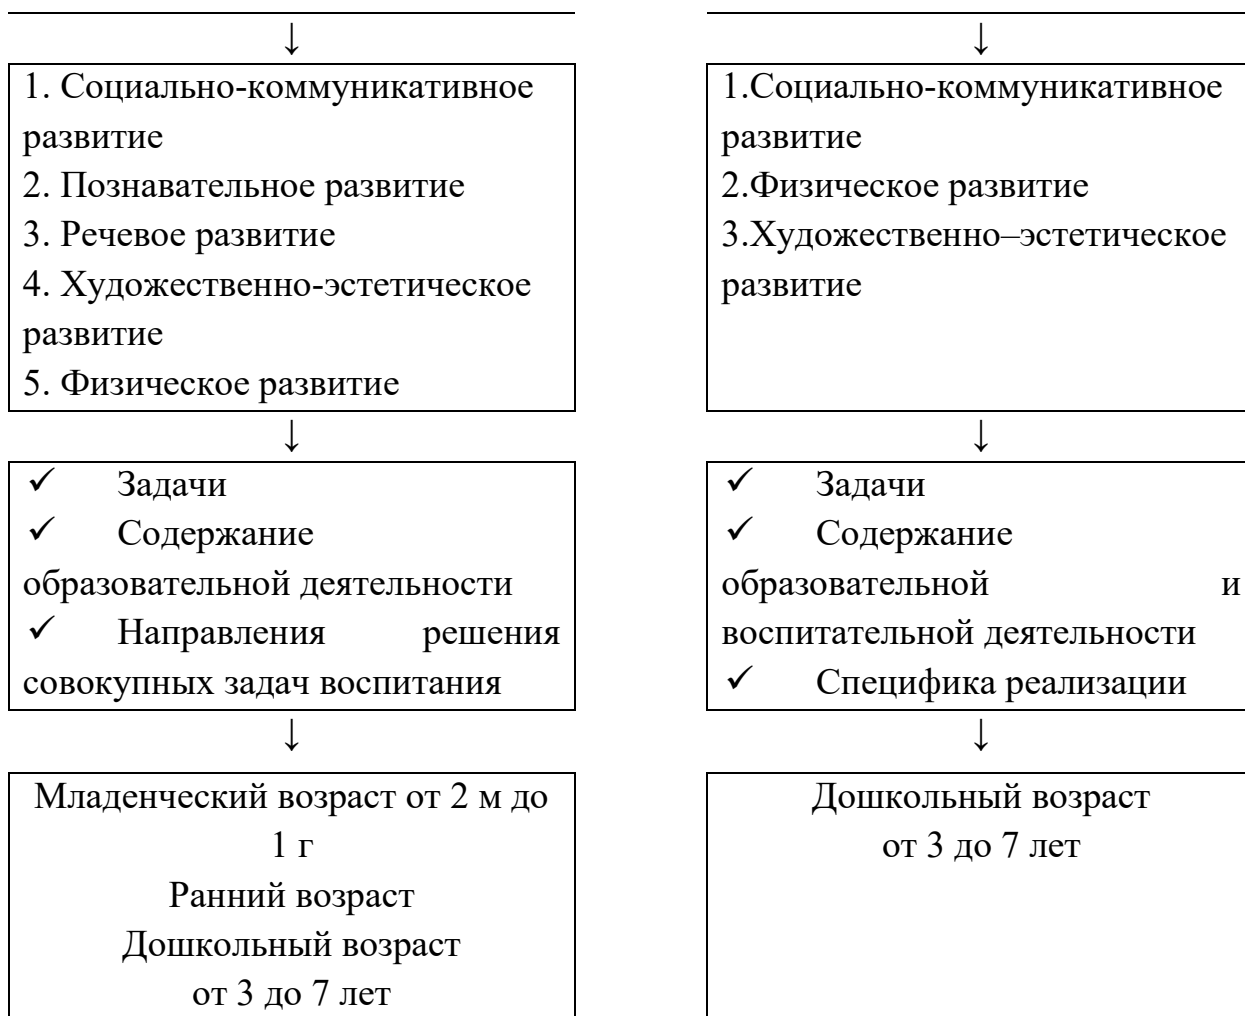 ↓
1. Социально-коммуникативное
развитие
2. Познавательное развитие
3. Речевое развитие
4. Художественно-эстетическое
развитие
5. Физическое развитие
↓
✓ Задачи
✓ Содержание
образовательной деятельности
✓ Направления решения
совокупных задач воспитания
↓
Младенческий возраст от 2 м до
1 г
Ранний возраст
Дошкольный возраст
от 3 до 7 лет
↓
1.Социально-коммуникативное
развитие
2.Физическое развитие
3.Художественно–эстетическое
развитие
↓
✓ Задачи
✓ Содержание
образовательной и
воспитательной деятельности
✓ Специфика реализации
↓
Дошкольный возраст
от 3 до 7 лет